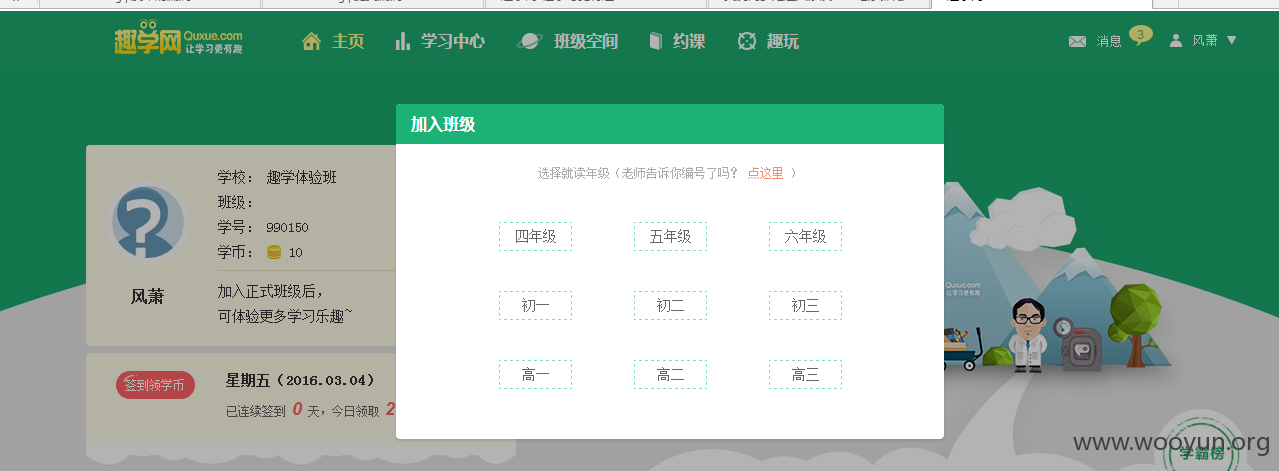 趣学网 Quxue.com 让学习更有趣
主页 学习中心 班级空间 约课 趣玩 消息 3 风萧 ▼
加入班级
选择就读年级（老师告诉你编号了吗？ 点这里 ）
四年级 五年级 六年级
初一 初二 初三
高一 高二 高三
学校： 趣学体验班
班级：
学号： 990150
学币： 10
风萧
加入正式班级后，
可体验更多学习乐趣~
签到领学币
星期五（2016.03.04）
已连续签到 0 天，今日领取 2
Quxue.com
让学习更有趣
学霸榜
www.wooyun.org